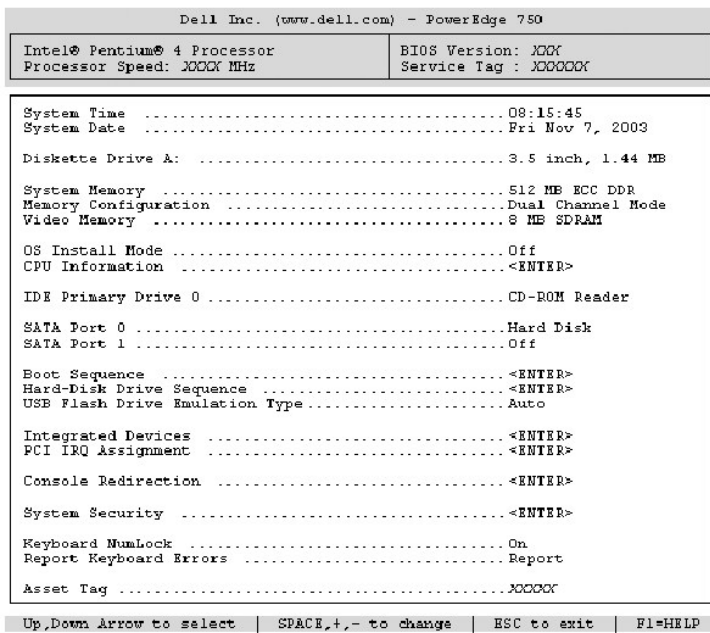 Dell Inc. (www.dell.com) - PowerEdge 750
Intel® Pentium® 4 Processor
Processor Speed: XXXX MHz
BIOS Version: XXX
Service Tag : XXXXXX
System Time ........................................ 08:15:45
System Date ........................................ Fri Nov 7, 2003
Diskette Drive A: .................................. 3.5 inch, 1.44 MB
System Memory ...................................... 512 MB ECC DDR
Memory Configuration ............................... Dual Channel Mode
Video Memory ....................................... 8 MB SDRAM
OS Install Mode .................................... Off
CPU Information .................................... <ENTER>
IDE Primary Drive 0 ................................ CD-ROM Reader
SATA Port 0 ........................................ Hard Disk
SATA Port 1 ........................................ Off
Boot Sequence ...................................... <ENTER>
Hard-Disk Drive Sequence ........................... <ENTER>
USB Flash Drive Emulation Type ..................... Auto
Integrated Devices ................................. <ENTER>
PCI IRQ Assignment ................................. <ENTER>
Console Redirection ................................ <ENTER>
System Security .................................... <ENTER>
Keyboard NumLock ................................... On
Report Keyboard Errors ............................. Report
Asset Tag .......................................... XXXXX
Up,Down Arrow to select | SPACE,+,- to change | ESC to exit | F1=HELP